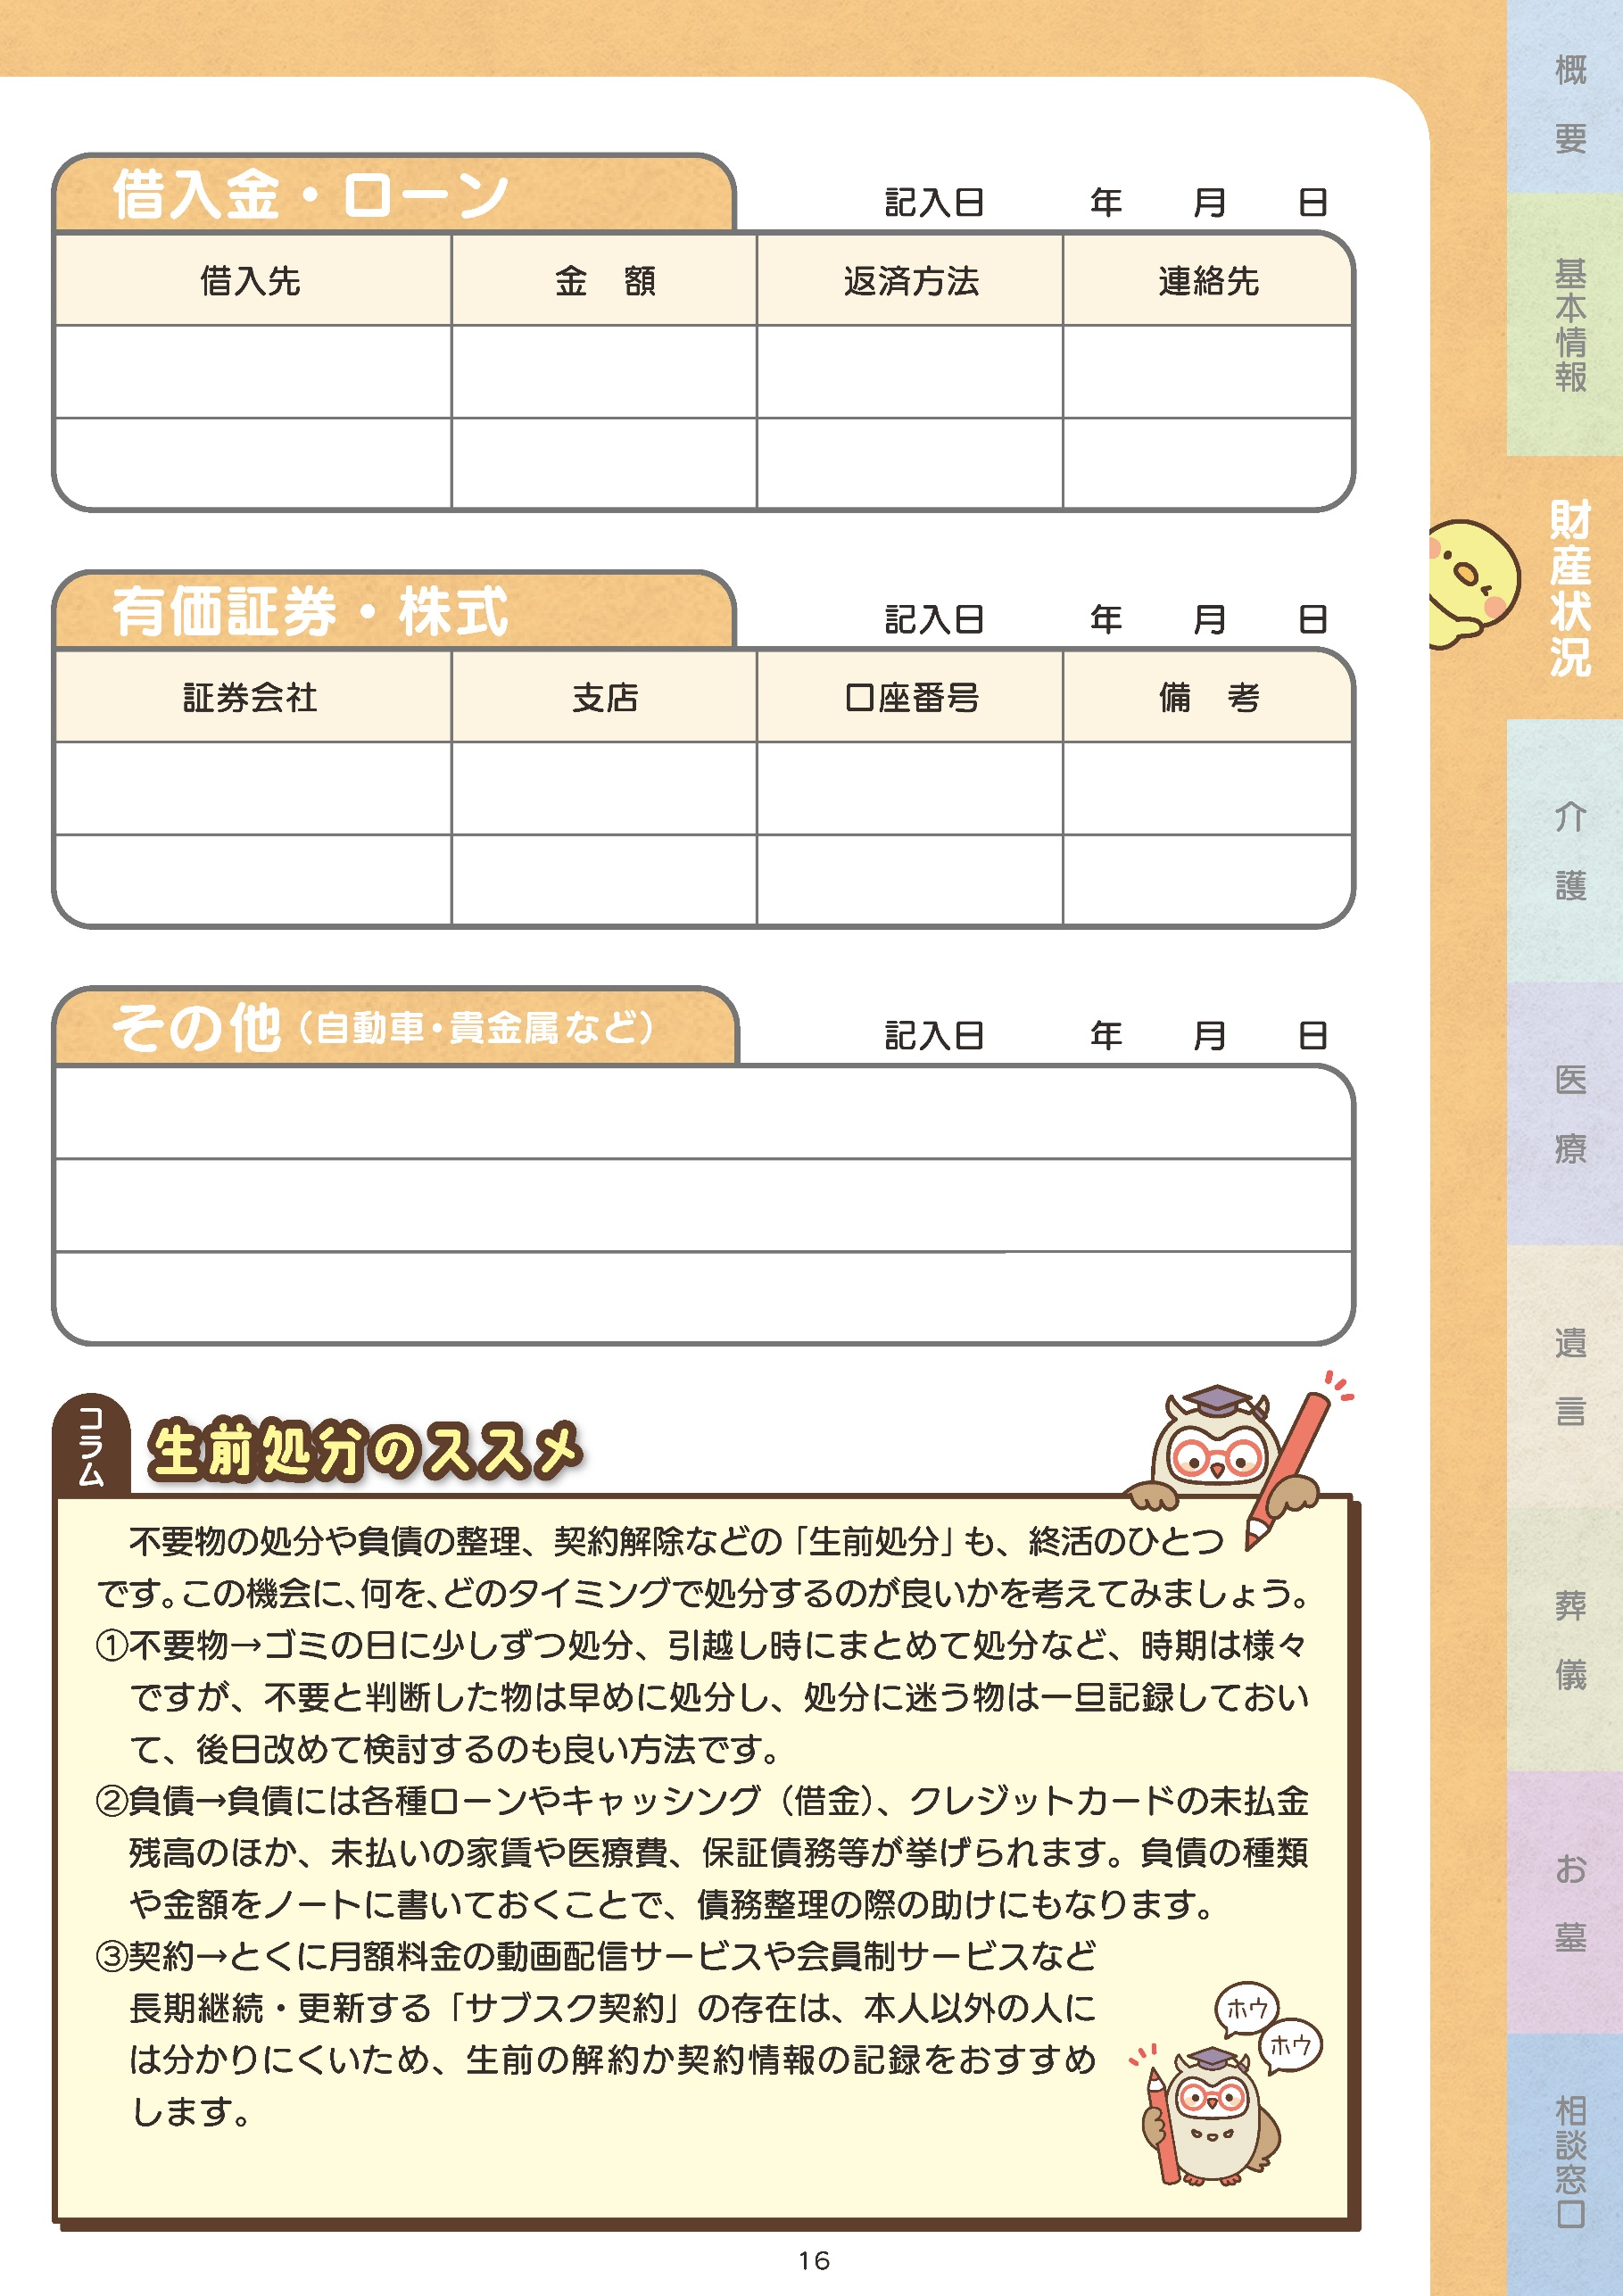 借入金・ローン
記入日 年 月 日
借入先 金 額 返済方法 連絡先
有価証券・株式
記入日 年 月 日
証券会社 支店 口座番号 備 考
その他（自動車・貴金属など）
記入日 年 月 日
コラム
生前処分のススメ
不要物の処分や負債の整理、契約解除などの「生前処分」も、終活のひとつ
です。この機会に、何を、どのタイミングで処分するのが良いかを考えてみましょう。
①不要物→ゴミの日に少しずつ処分、引越し時にまとめて処分など、時期は様々
ですが、不要と判断した物は早めに処分し、処分に迷う物は一旦記録しておい
て、後日改めて検討するのも良い方法です。
②負債→負債には各種ローンやキャッシング（借金）、クレジットカードの未払金
残高のほか、未払いの家賃や医療費、保証債務等が挙げられます。負債の種類
や金額をノートに書いておくことで、債務整理の際の助けにもなります。
③契約→とくに月額料金の動画配信サービスや会員制サービスなど
長期継続・更新する「サブスク契約」の存在は、本人以外の人に
は分かりにくいため、生前の解約か契約情報の記録をおすすめ
します。
ホウ
ホウ
16
概要
基本情報
財産状況
介護
医療
遺言
葬儀
お墓
相談窓口